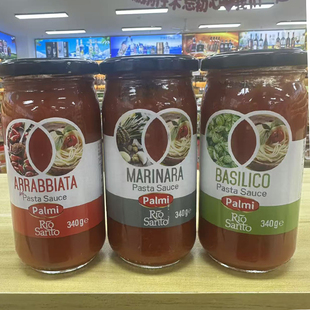 ARRABBIATA
Pasta Sauce
Palmi
Rio
Santo
340g e
MARINARA
Pasta Sauce
Palmi
Rio
Santo
340g e
BASILICO
Pasta Sauce
Palmi
Rio
Santo
340g e